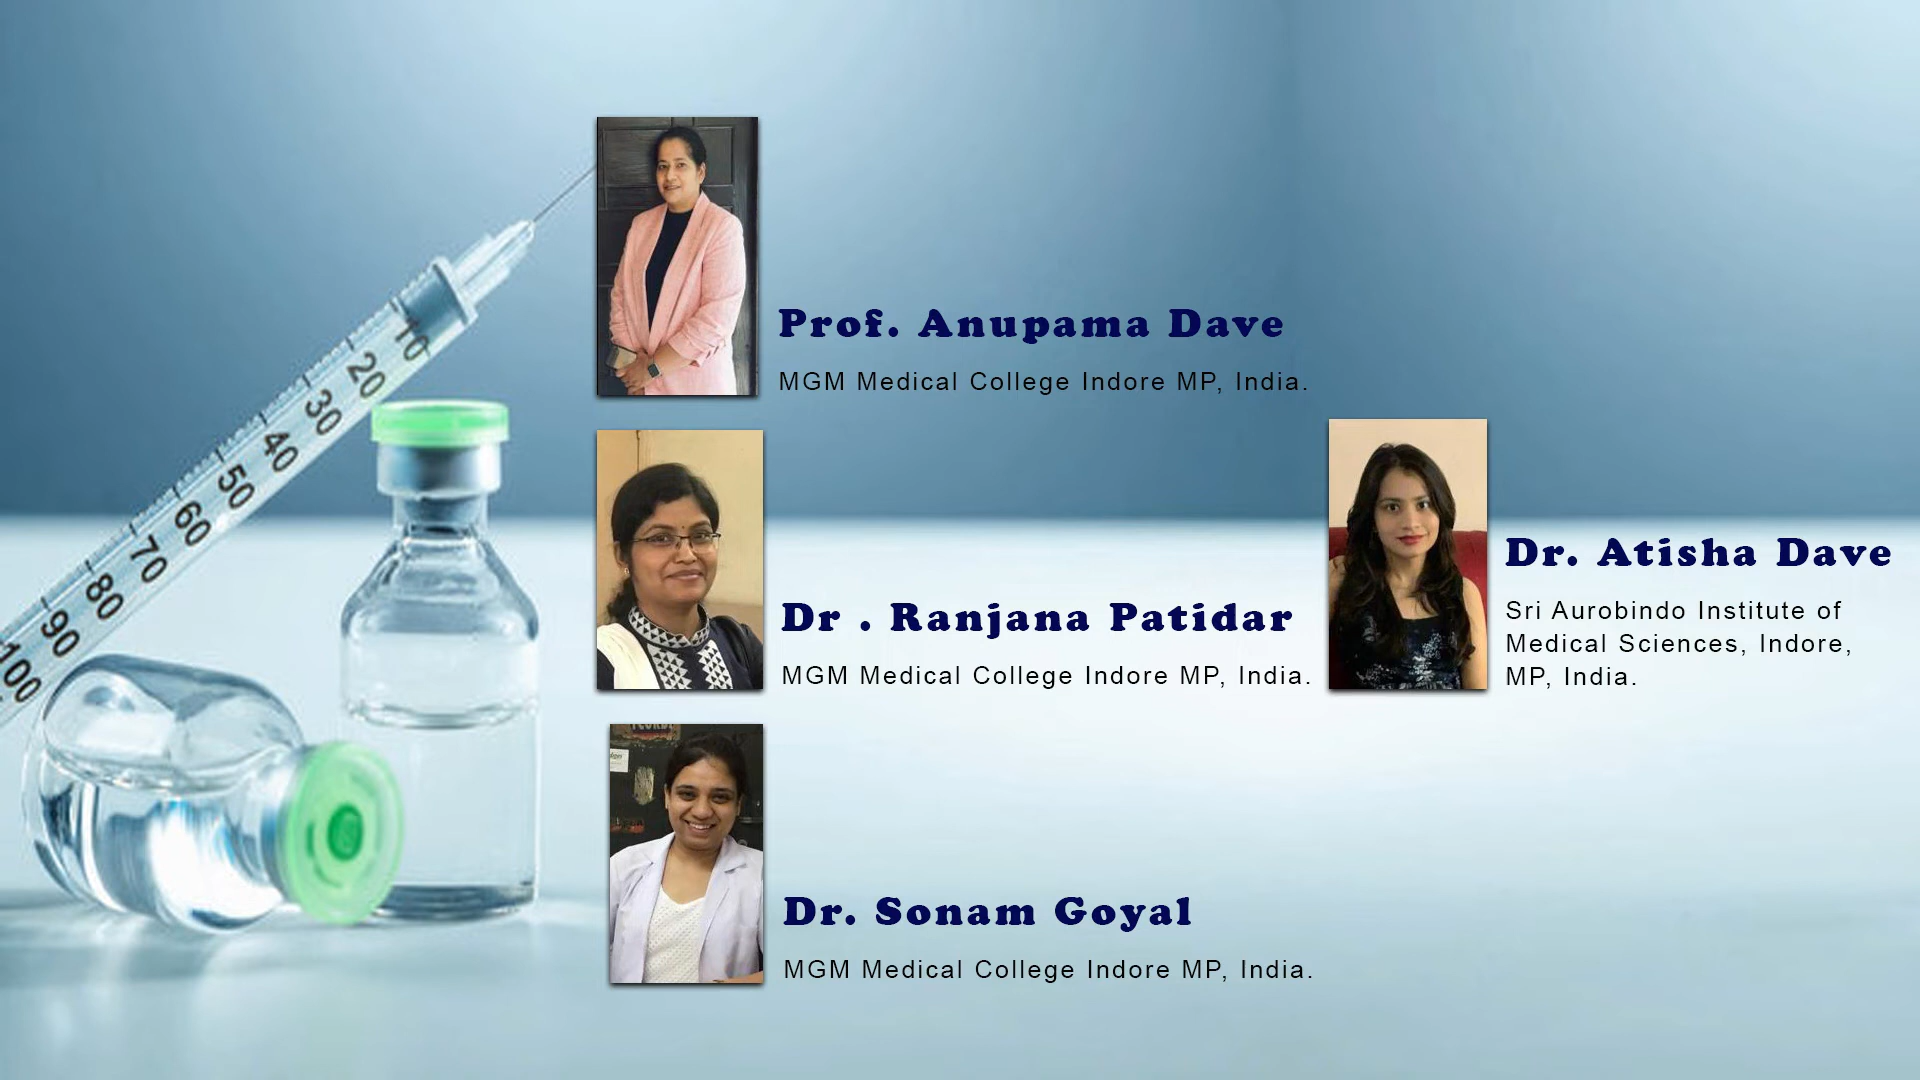 Prof. Anupama Dave
MGM Medical College Indore MP, India.
Dr . Ranjana Patidar
MGM Medical College Indore MP, India.
Dr. Atisha Dave
Sri Aurobindo Institute of
Medical Sciences, Indore,
MP, India.
Dr. Sonam Goyal
MGM Medical College Indore MP, India.
10
20
30
40
50
60
70
80
90
100